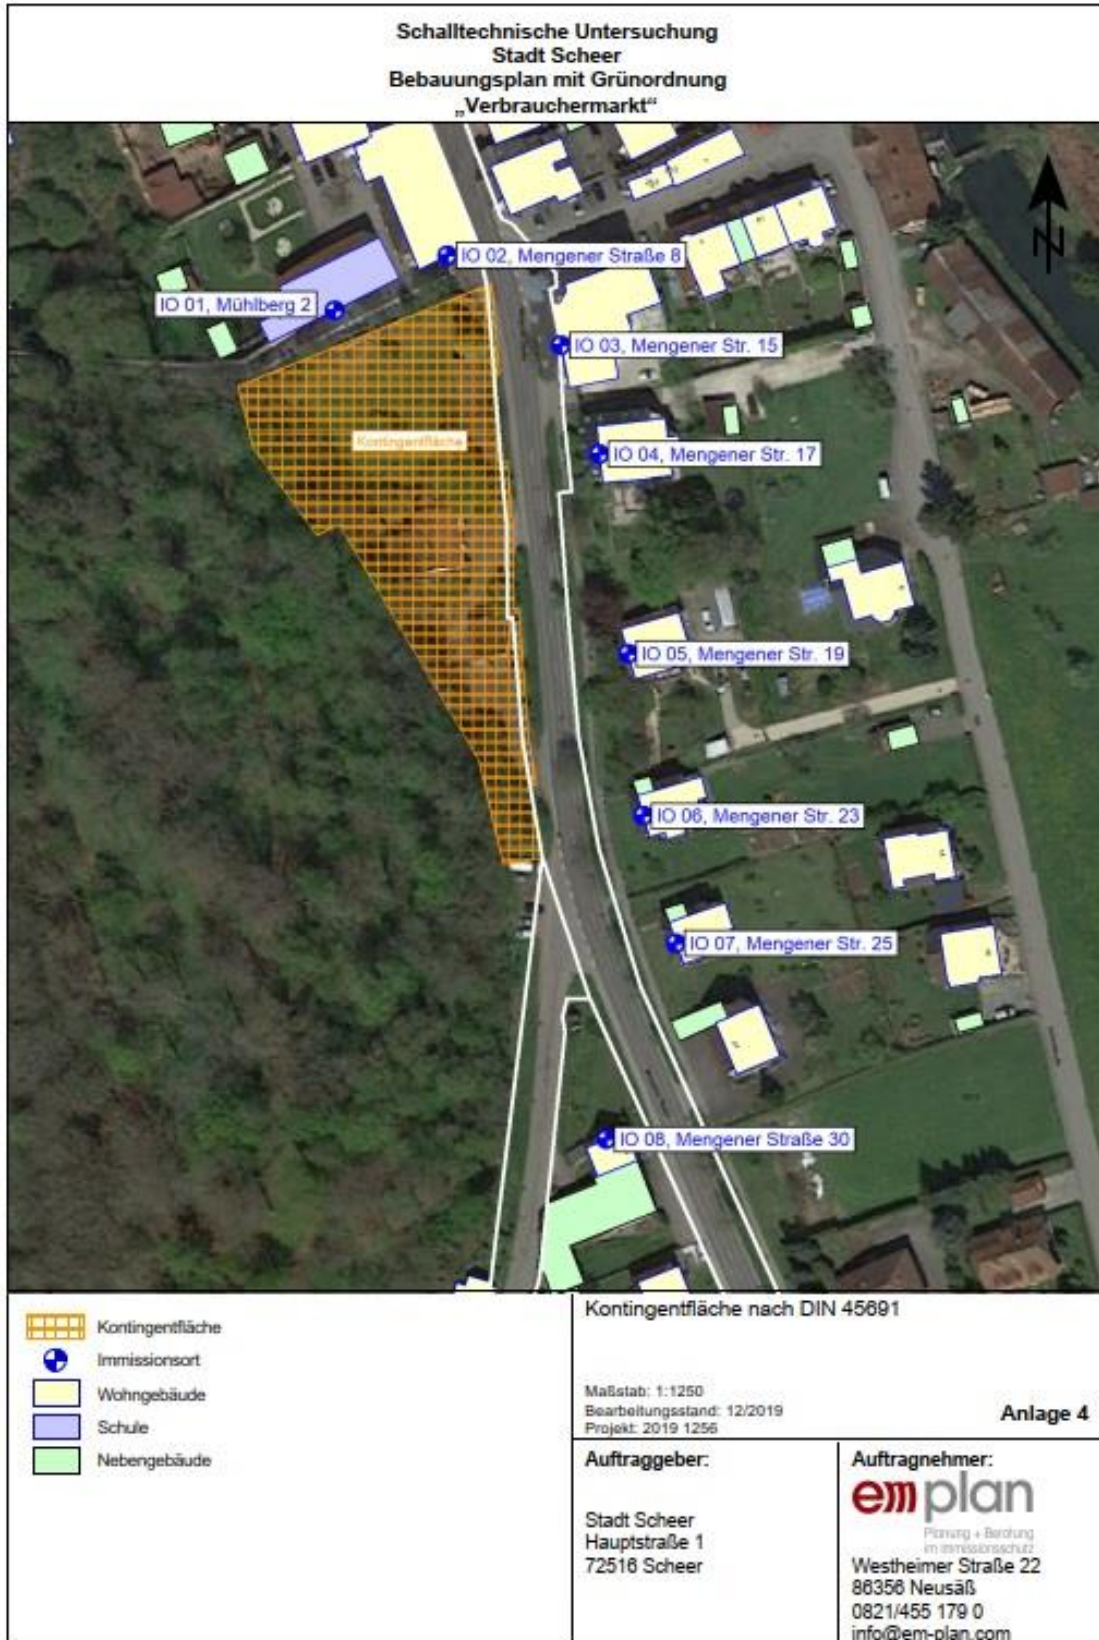 Schalltechnische Untersuchung
Stadt Scheer
Bebauungsplan mit Grünordnung
„Verbrauchermarkt“
IO 02, Mengener Straße 8
IO 01, Mühlberg 2
IO 03, Mengener Str. 15
Kontingentfläche
IO 04, Mengener Str. 17
IO 05, Mengener Str. 19
IO 06, Mengener Str. 23
IO 07, Mengener Str. 25
IO 08, Mengener Straße 30
N
Kontingentfläche
Immissionsort
Wohngebäude
Schule
Nebengebäude
Kontingentfläche nach DIN 45691
Maßstab: 1:1250
Bearbeitungsstand: 12/2019
Projekt: 2019 1256
Anlage 4
Auftraggeber:
Stadt Scheer
Hauptstraße 1
72516 Scheer
Auftragnehmer:
em plan
Planung + Beratung
im Immissionsschutz
Westheimer Straße 22
86356 Neusäß
0821/455 179 0
info@em-plan.com